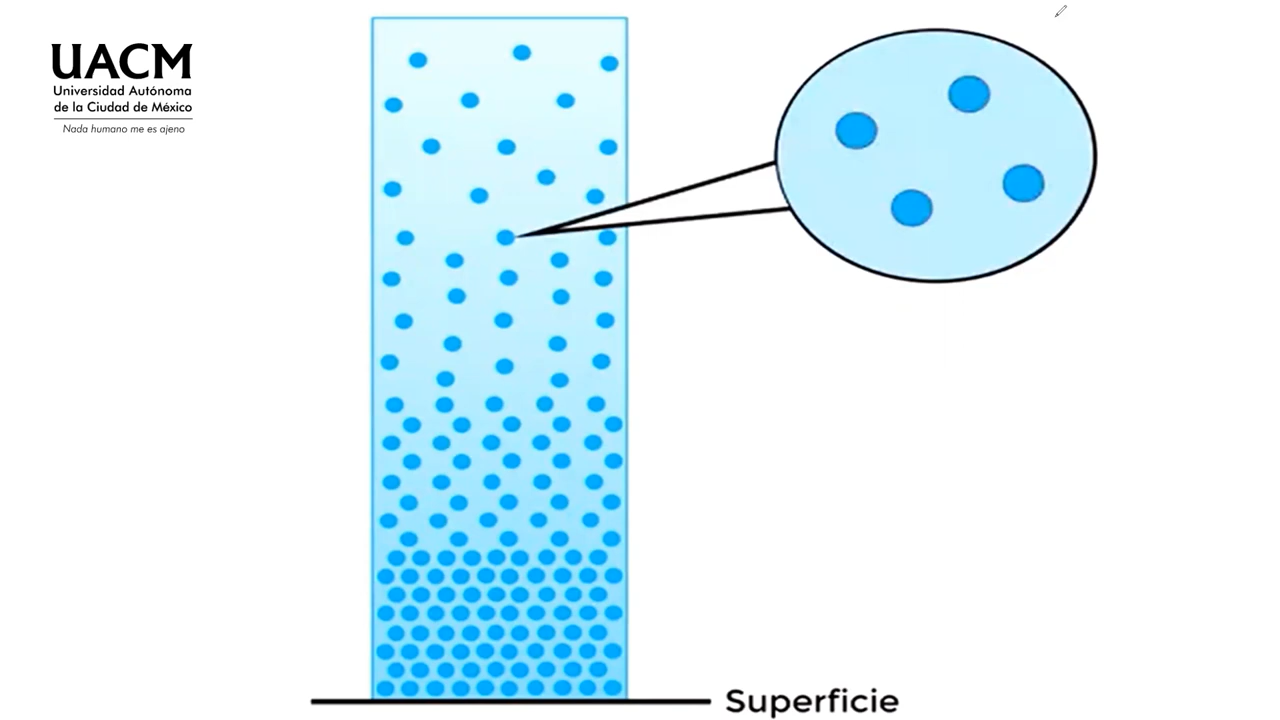 UACM
Universidad Autónoma
de la Ciudad de México
Nada humano me es ajeno
Superficie